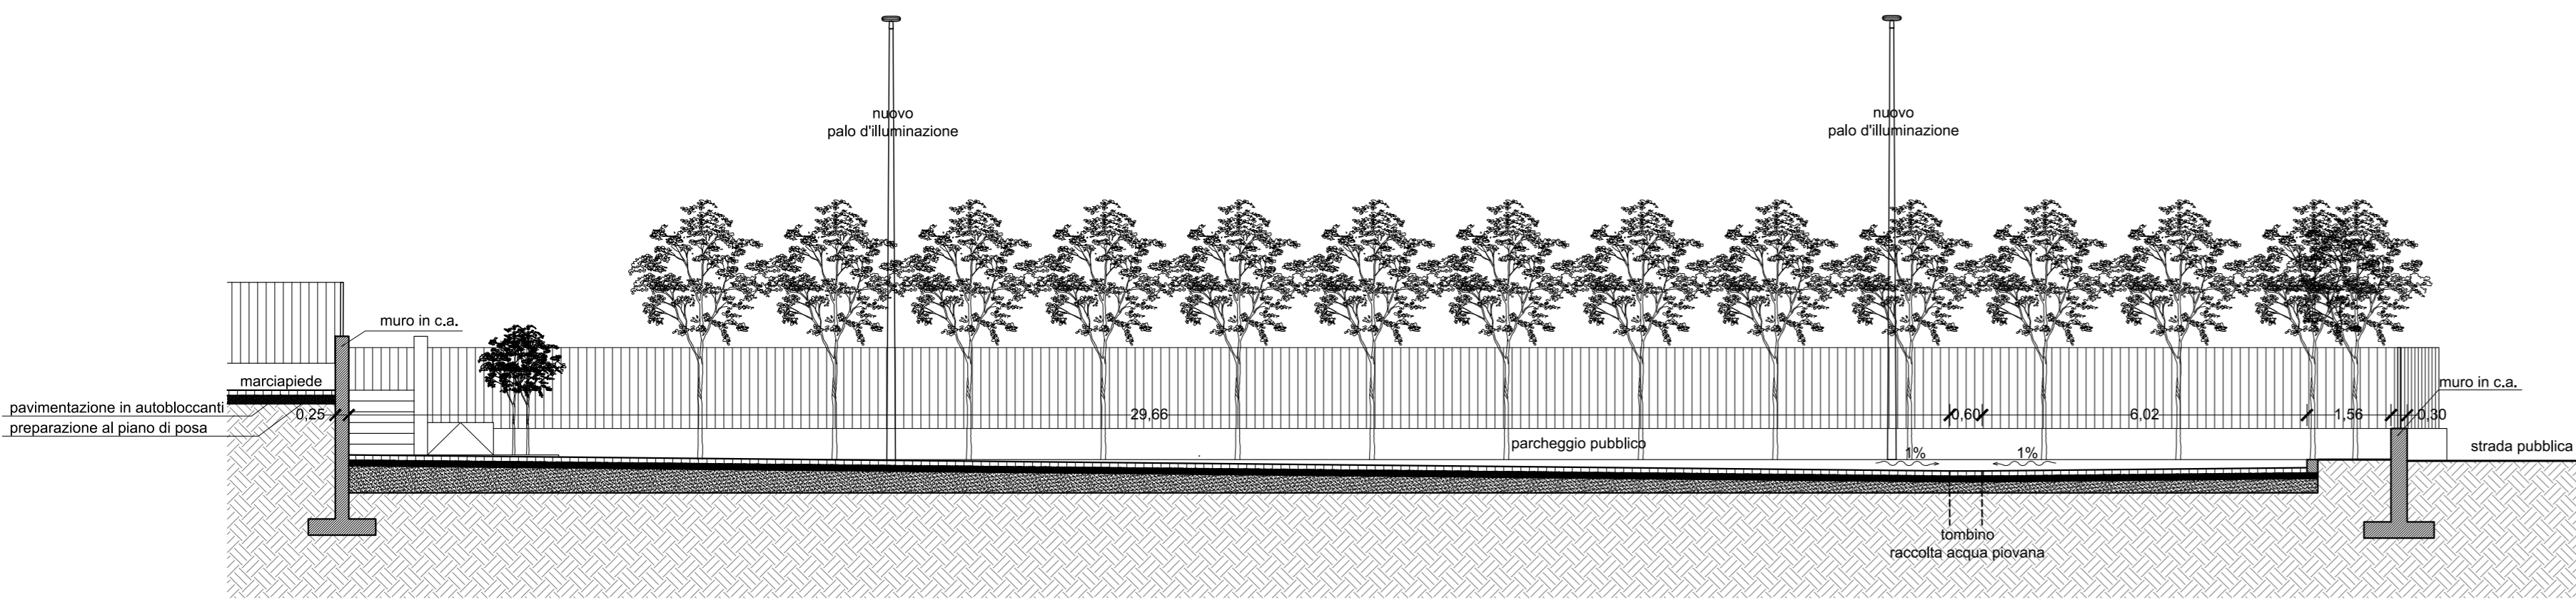 nuovo
palo d'illuminazione
nuovo
palo d'illuminazione
muro in c.a.
marciapiede
pavimentazione in autobloccanti
preparazione al piano di posa
0,25
29,66
0,60
6,02
1,56
0,30
muro in c.a.
parcheggio pubblico
1%
1%
strada pubblica
tombino
raccolta acqua piovana